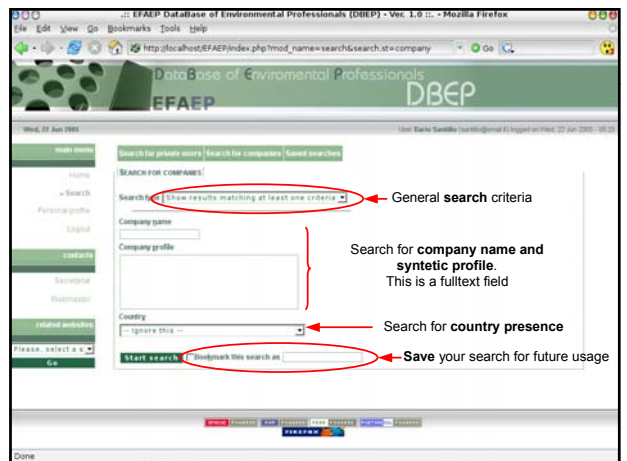 .:: EFAEP DataBase of Environmental Professionals (DBEP) - Ver. 1.0 ::. - Mozilla Firefox
File Edit View Go Bookmarks Tools Help
http://localhost/EFAEP/index.php?mod_name=search&search.st=company Go
DataBase of Enviromental Professionals
EFAEP
DBEP
Wed, 22 Jun 2005
User Dario Santillo
main menu
Search for private users Search for companies Saved searches
Home
SEARCH FOR COMPANIES
» Search
Search type Show results matching at least one criteria
General search criteria
Personal profile
Logout
Company name
contacts
Company profile
Search for company name and
syntetic profile.
This is a fulltext field
Secretariat
Webmaster
related websites
Country
-- Ignore this --
Search for country presence
Please, select a s
Go
Start search Bookmark this search as
Save your search for future usage
FIREFOX
Done